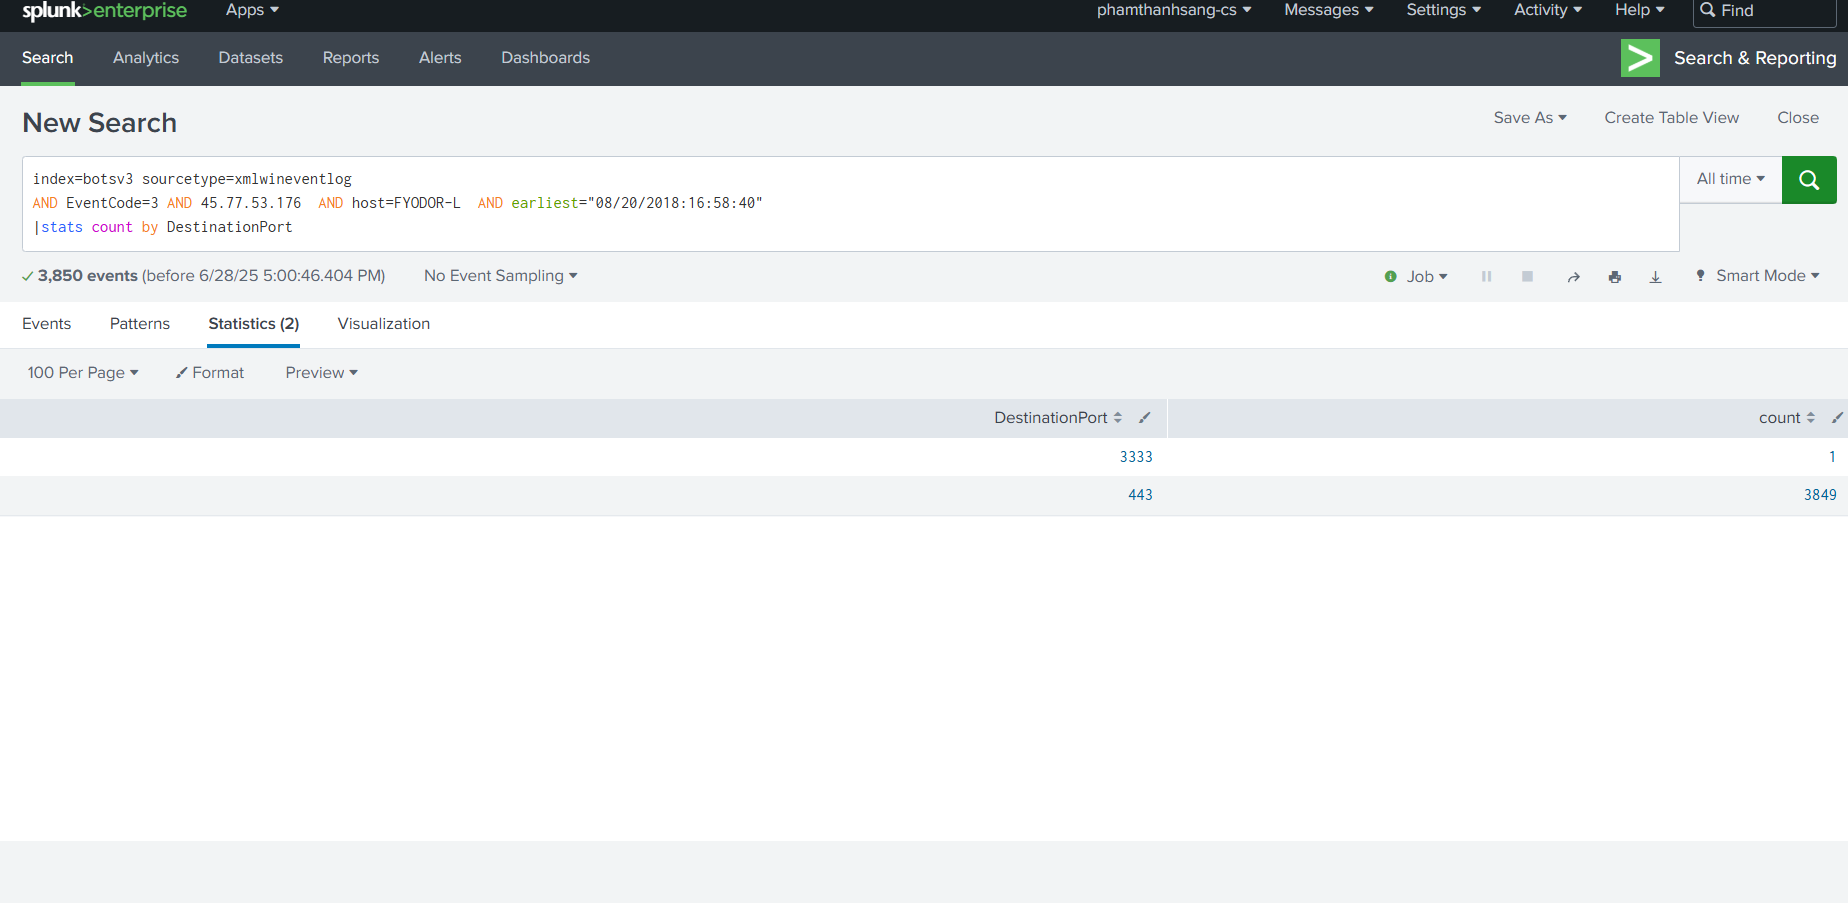 splunk>enterprise Apps phamthanhsang-cs Messages Settings Activity Help Find
Search Analytics Datasets Reports Alerts Dashboards Search & Reporting
New Search Save As Create Table View Close
index=botsv3 sourcetype=xmlwineventlog
AND EventCode=3 AND 45.77.53.176 AND host=FYODOR-L AND earliest="08/20/2018:16:58:40"
|stats count by DestinationPort
All time
3,850 events (before 6/28/25 5:00:46.404 PM) No Event Sampling Job Smart Mode
Events Patterns Statistics (2) Visualization
100 Per Page Format Preview
DestinationPort count
3333 1
443 3849